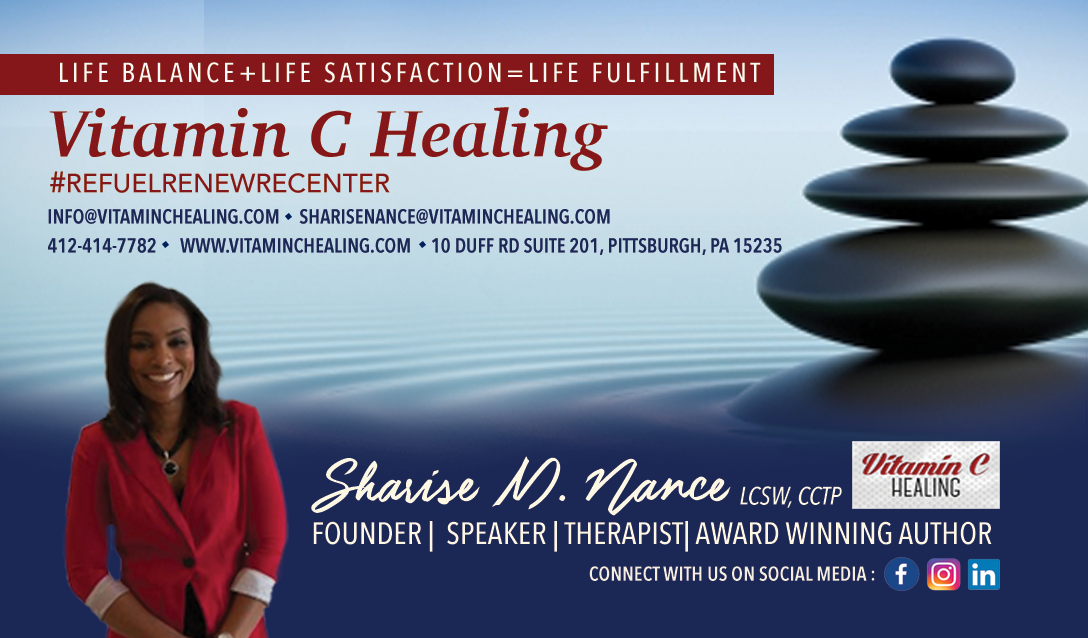 LIFE BALANCE+LIFE SATISFACTION=LIFE FULFILLMENT
Vitamin C Healing
#REFUELRENEWRECENTER
INFO@VITAMINCHEALING.COM • SHARISENANCE@VITAMINCHEALING.COM
412-414-7782 • WWW.VITAMINCHEALING.COM • 10 DUFF RD SUITE 201, PITTSBURGH, PA 15235
Sharise M. Nance LCSW, CCTP
Vitamin C
HEALING
FOUNDER | SPEAKER | THERAPIST| AWARD WINNING AUTHOR
CONNECT WITH US ON SOCIAL MEDIA :